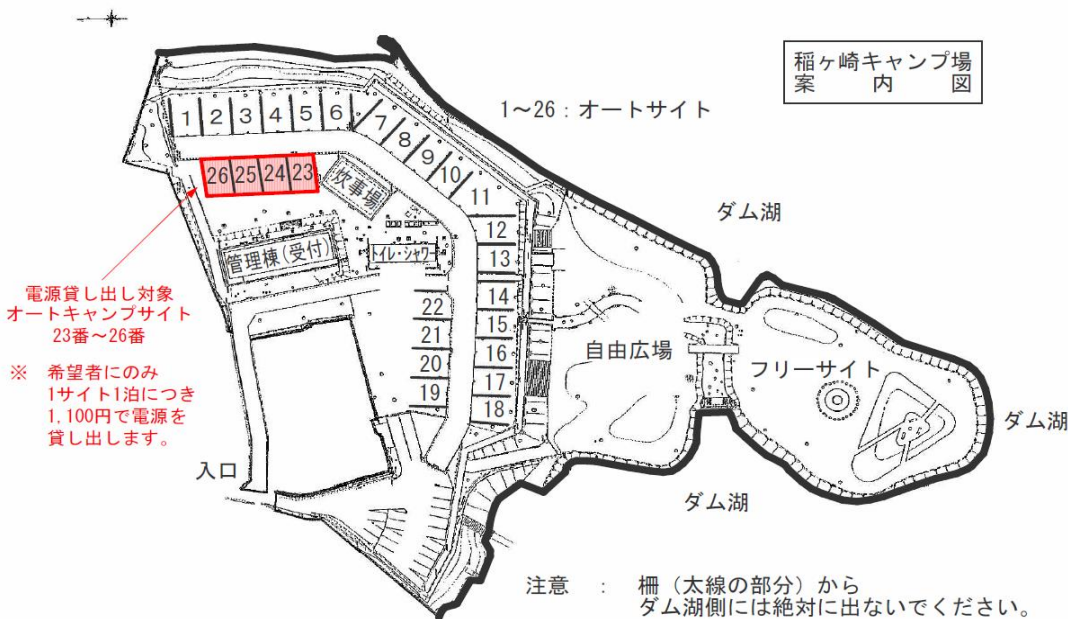 稲ヶ崎キャンプ場
案内図
1～26：オートサイト
1
2
3
4
5
6
7
8
9
10
11
12
13
14
15
16
17
18
26
25
24
23
炊事場
管理棟(受付)
トイレ・シャワー
22
21
20
19
電源貸し出し対象
オートキャンプサイト
23番～26番
※ 希望者にのみ
1サイト1泊につき
1,100円で電源を
貸し出します。
入口
ダム湖
自由広場
フリーサイト
ダム湖
ダム湖
注意 ： 柵（太線の部分）から
ダム湖側には絶対に出ないでください。